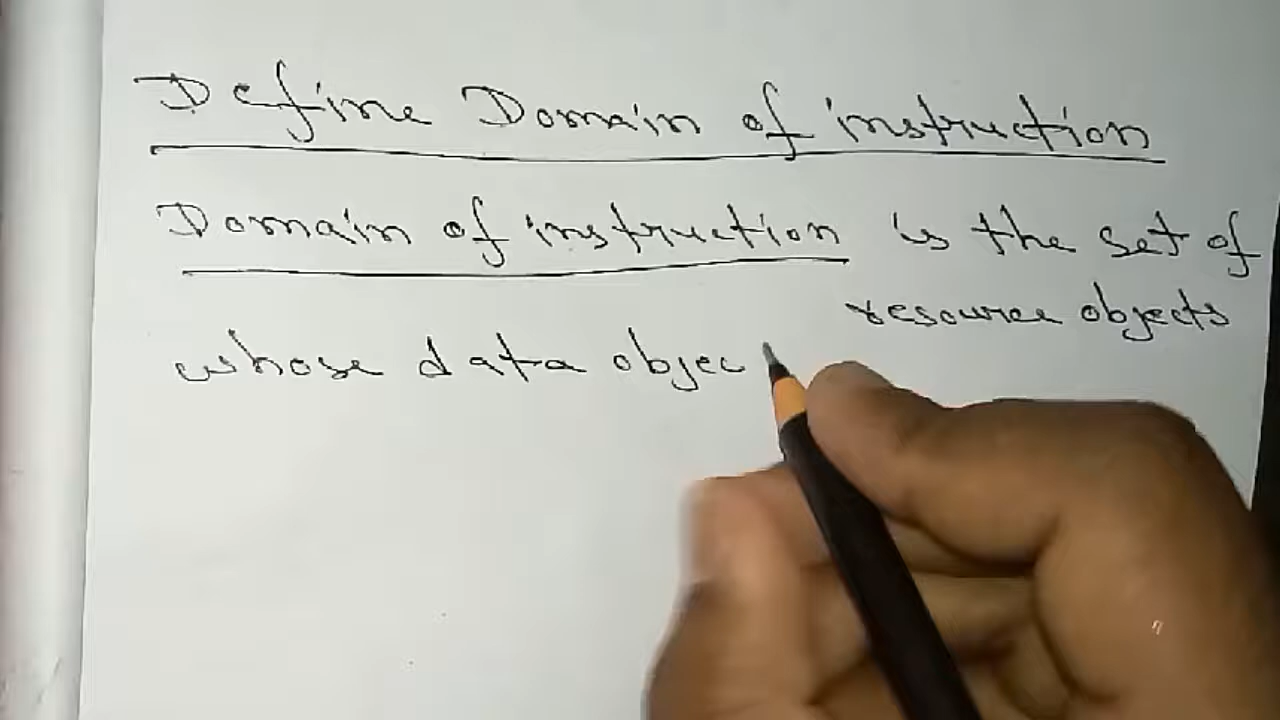 Define Domain of instruction
Domain of instruction is the set of
resource objects
whose data objec